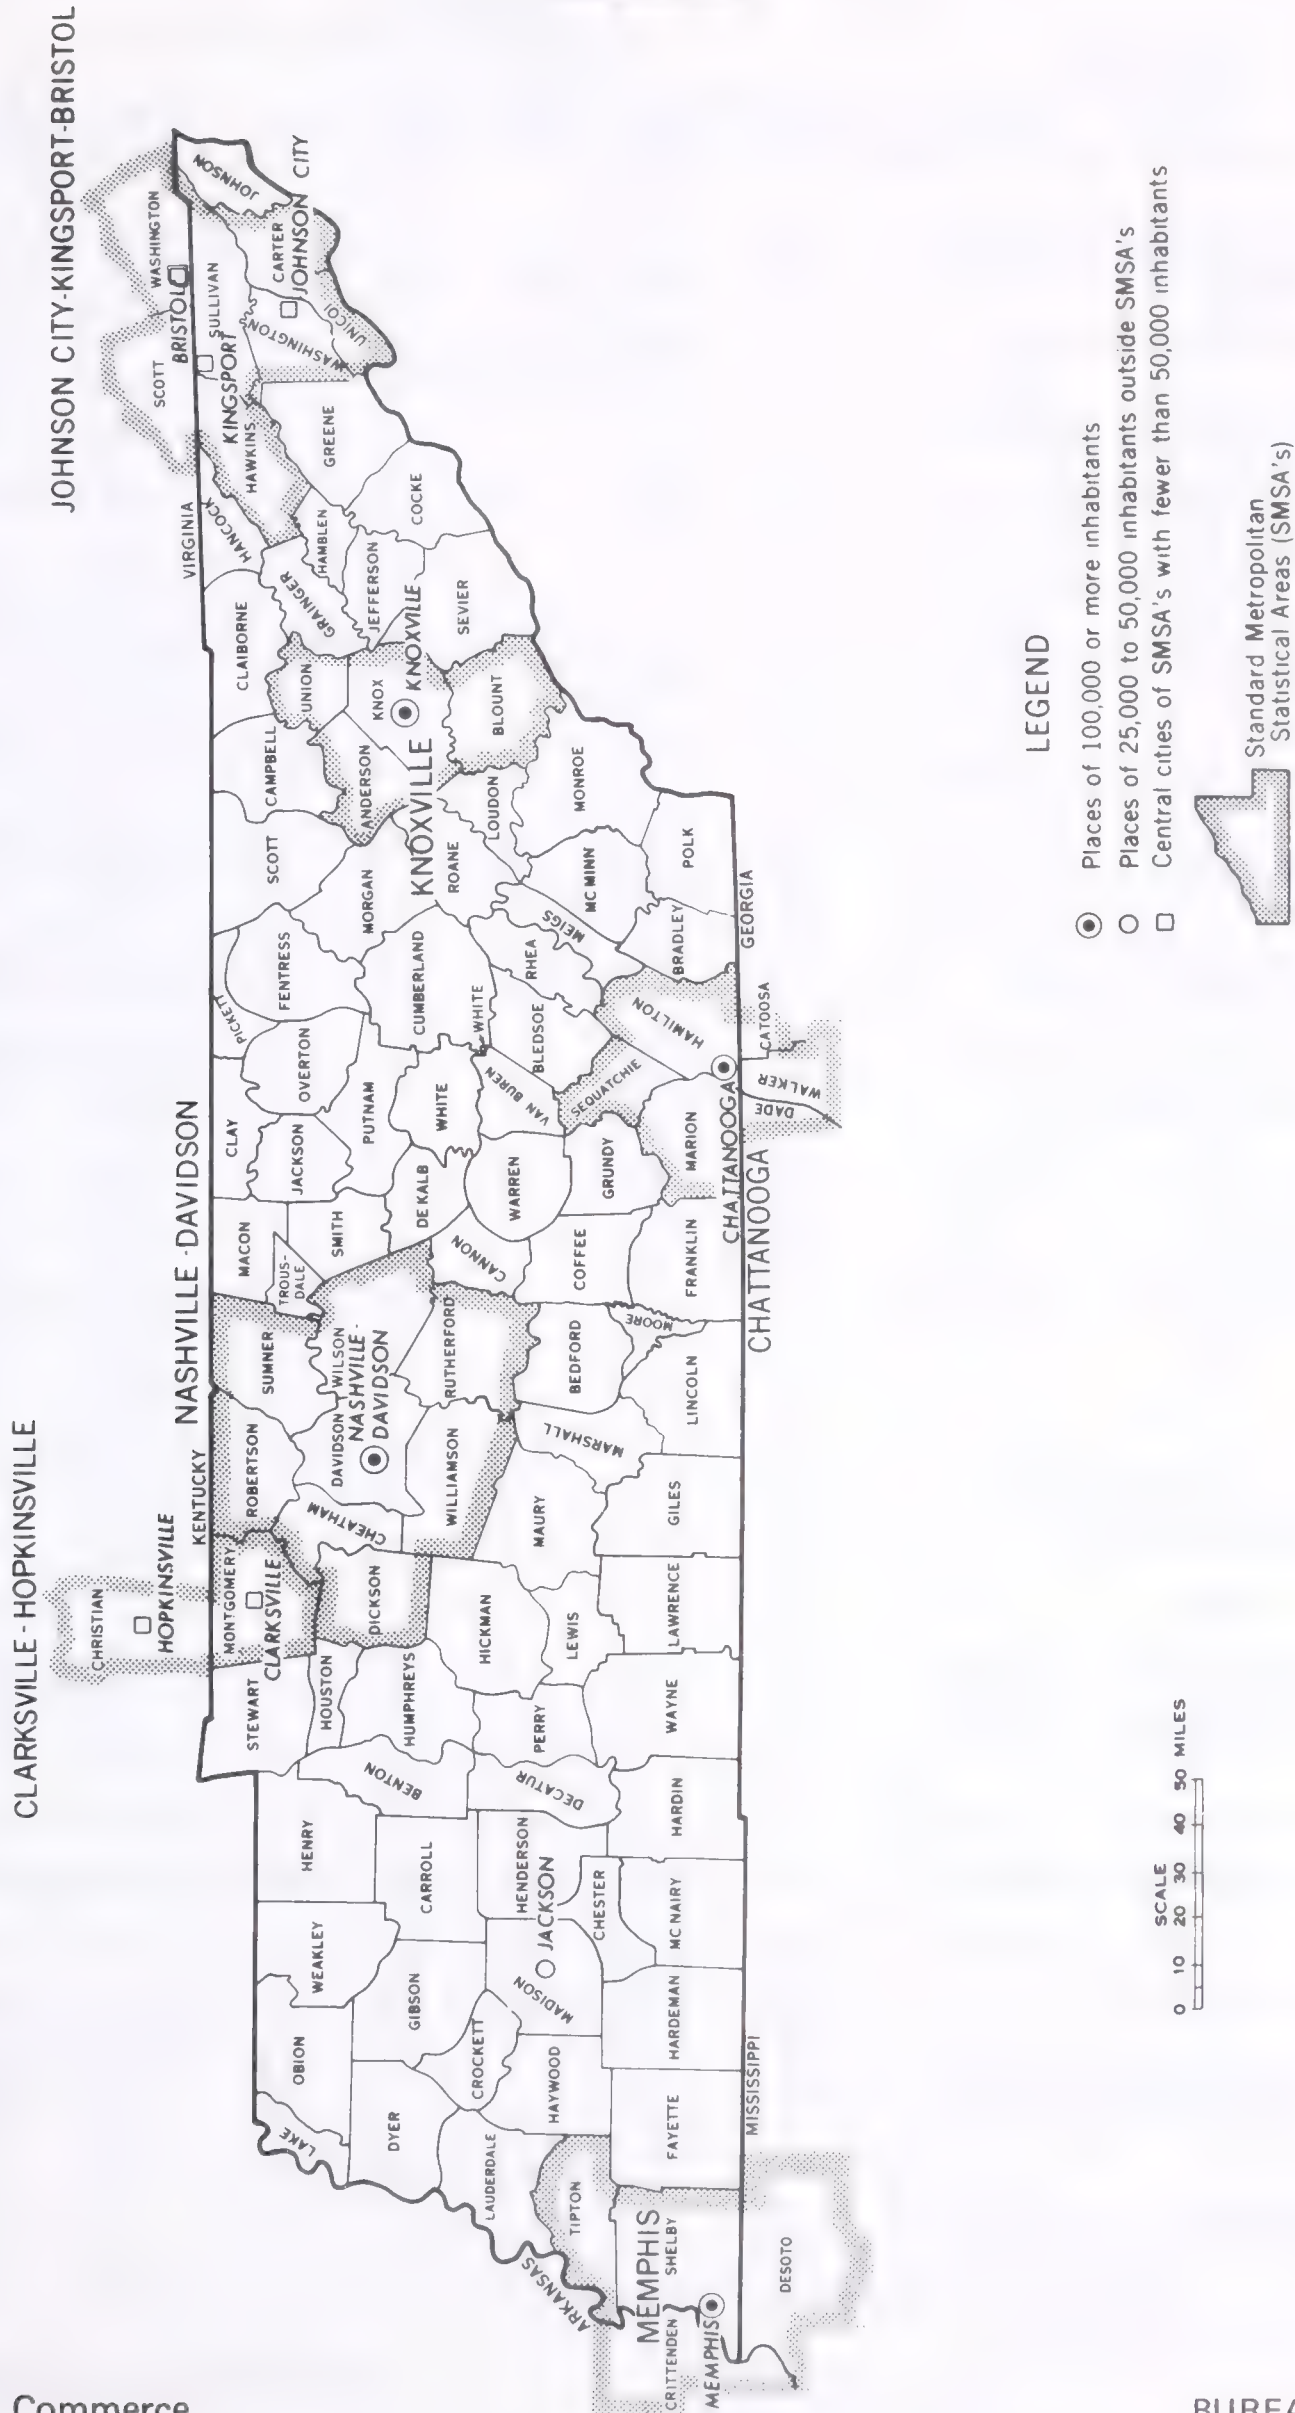 CLARKSVILLE - HOPKINSVILLE
JOHNSON CITY-KINGSPORT-BRISTOL
NASHVILLE - DAVIDSON
CHRISTIAN
HOPKINSVILLE
KENTUCKY
VIRGINIA
SCOTT
WASHINGTON
BRISTOL
LAKE
OBION
WEAKLEY
HENRY
STEWART
MONTGOMERY
CLARKSVILLE
ROBERTSON
SUMNER
MACON
TROUS-
DALE
CLAY
PICKETT
SCOTT
CAMPBELL
CLAIBORNE
HANCOCK
HAWKINS
KINGSPORT
SULLIVAN
JOHNSON
CARTER
JOHNSON CITY
WASHINGTON
UNICOI
DYER
GIBSON
CARROLL
BENTON
HOUSTON
HUMPHREYS
DICKSON
CHEATHAM
DAVIDSON
WILSON
NASHVILLE-
DAVIDSON
SMITH
JACKSON
OVERTON
FENTRESS
PUTNAM
MORGAN
ANDERSON
UNION
KNOX
KNOXVILLE
KNOXVILLE
GRAINGER
HAMBLEN
JEFFERSON
GREENE
COCKE
LAUDERDALE
CROCKETT
HAYWOOD
MADISON
JACKSON
HENDERSON
CHESTER
DECATUR
PERRY
HICKMAN
LEWIS
WILLIAMSON
MAURY
RUTHERFORD
CANNON
DE KALB
WHITE
WHITE
CUMBERLAND
ROANE
LOUDON
BLOUNT
SEVIER
WARREN
VAN BUREN
BLEDSOE
RHEA
MEIGS
MC MINN
MONROE
ARKANSAS
TIPTON
MEMPHIS
SHELBY
FAYETTE
HARDEMAN
MC NAIRY
HARDIN
WAYNE
LAWRENCE
GILES
MARSHALL
BEDFORD
LINCOLN
MOORE
COFFEE
FRANKLIN
GRUNDY
SEQUATCHIE
MARION
HAMILTON
BRADLEY
POLK
CRITTENDEN
MEMPHIS
DESOTO
MISSISSIPPI
CHATTANOOGA
CHATTANOOGA
DADE
WALKER
CATOOSA
GEORGIA
LEGEND
Places of 100,000 or more inhabitants
Places of 25,000 to 50,000 inhabitants outside SMSA's
Central cities of SMSA's with fewer than 50,000 inhabitants
Standard Metropolitan
Statistical Areas (SMSA's)
SCALE
0 10 20 30 40 50 MILES
Commerce